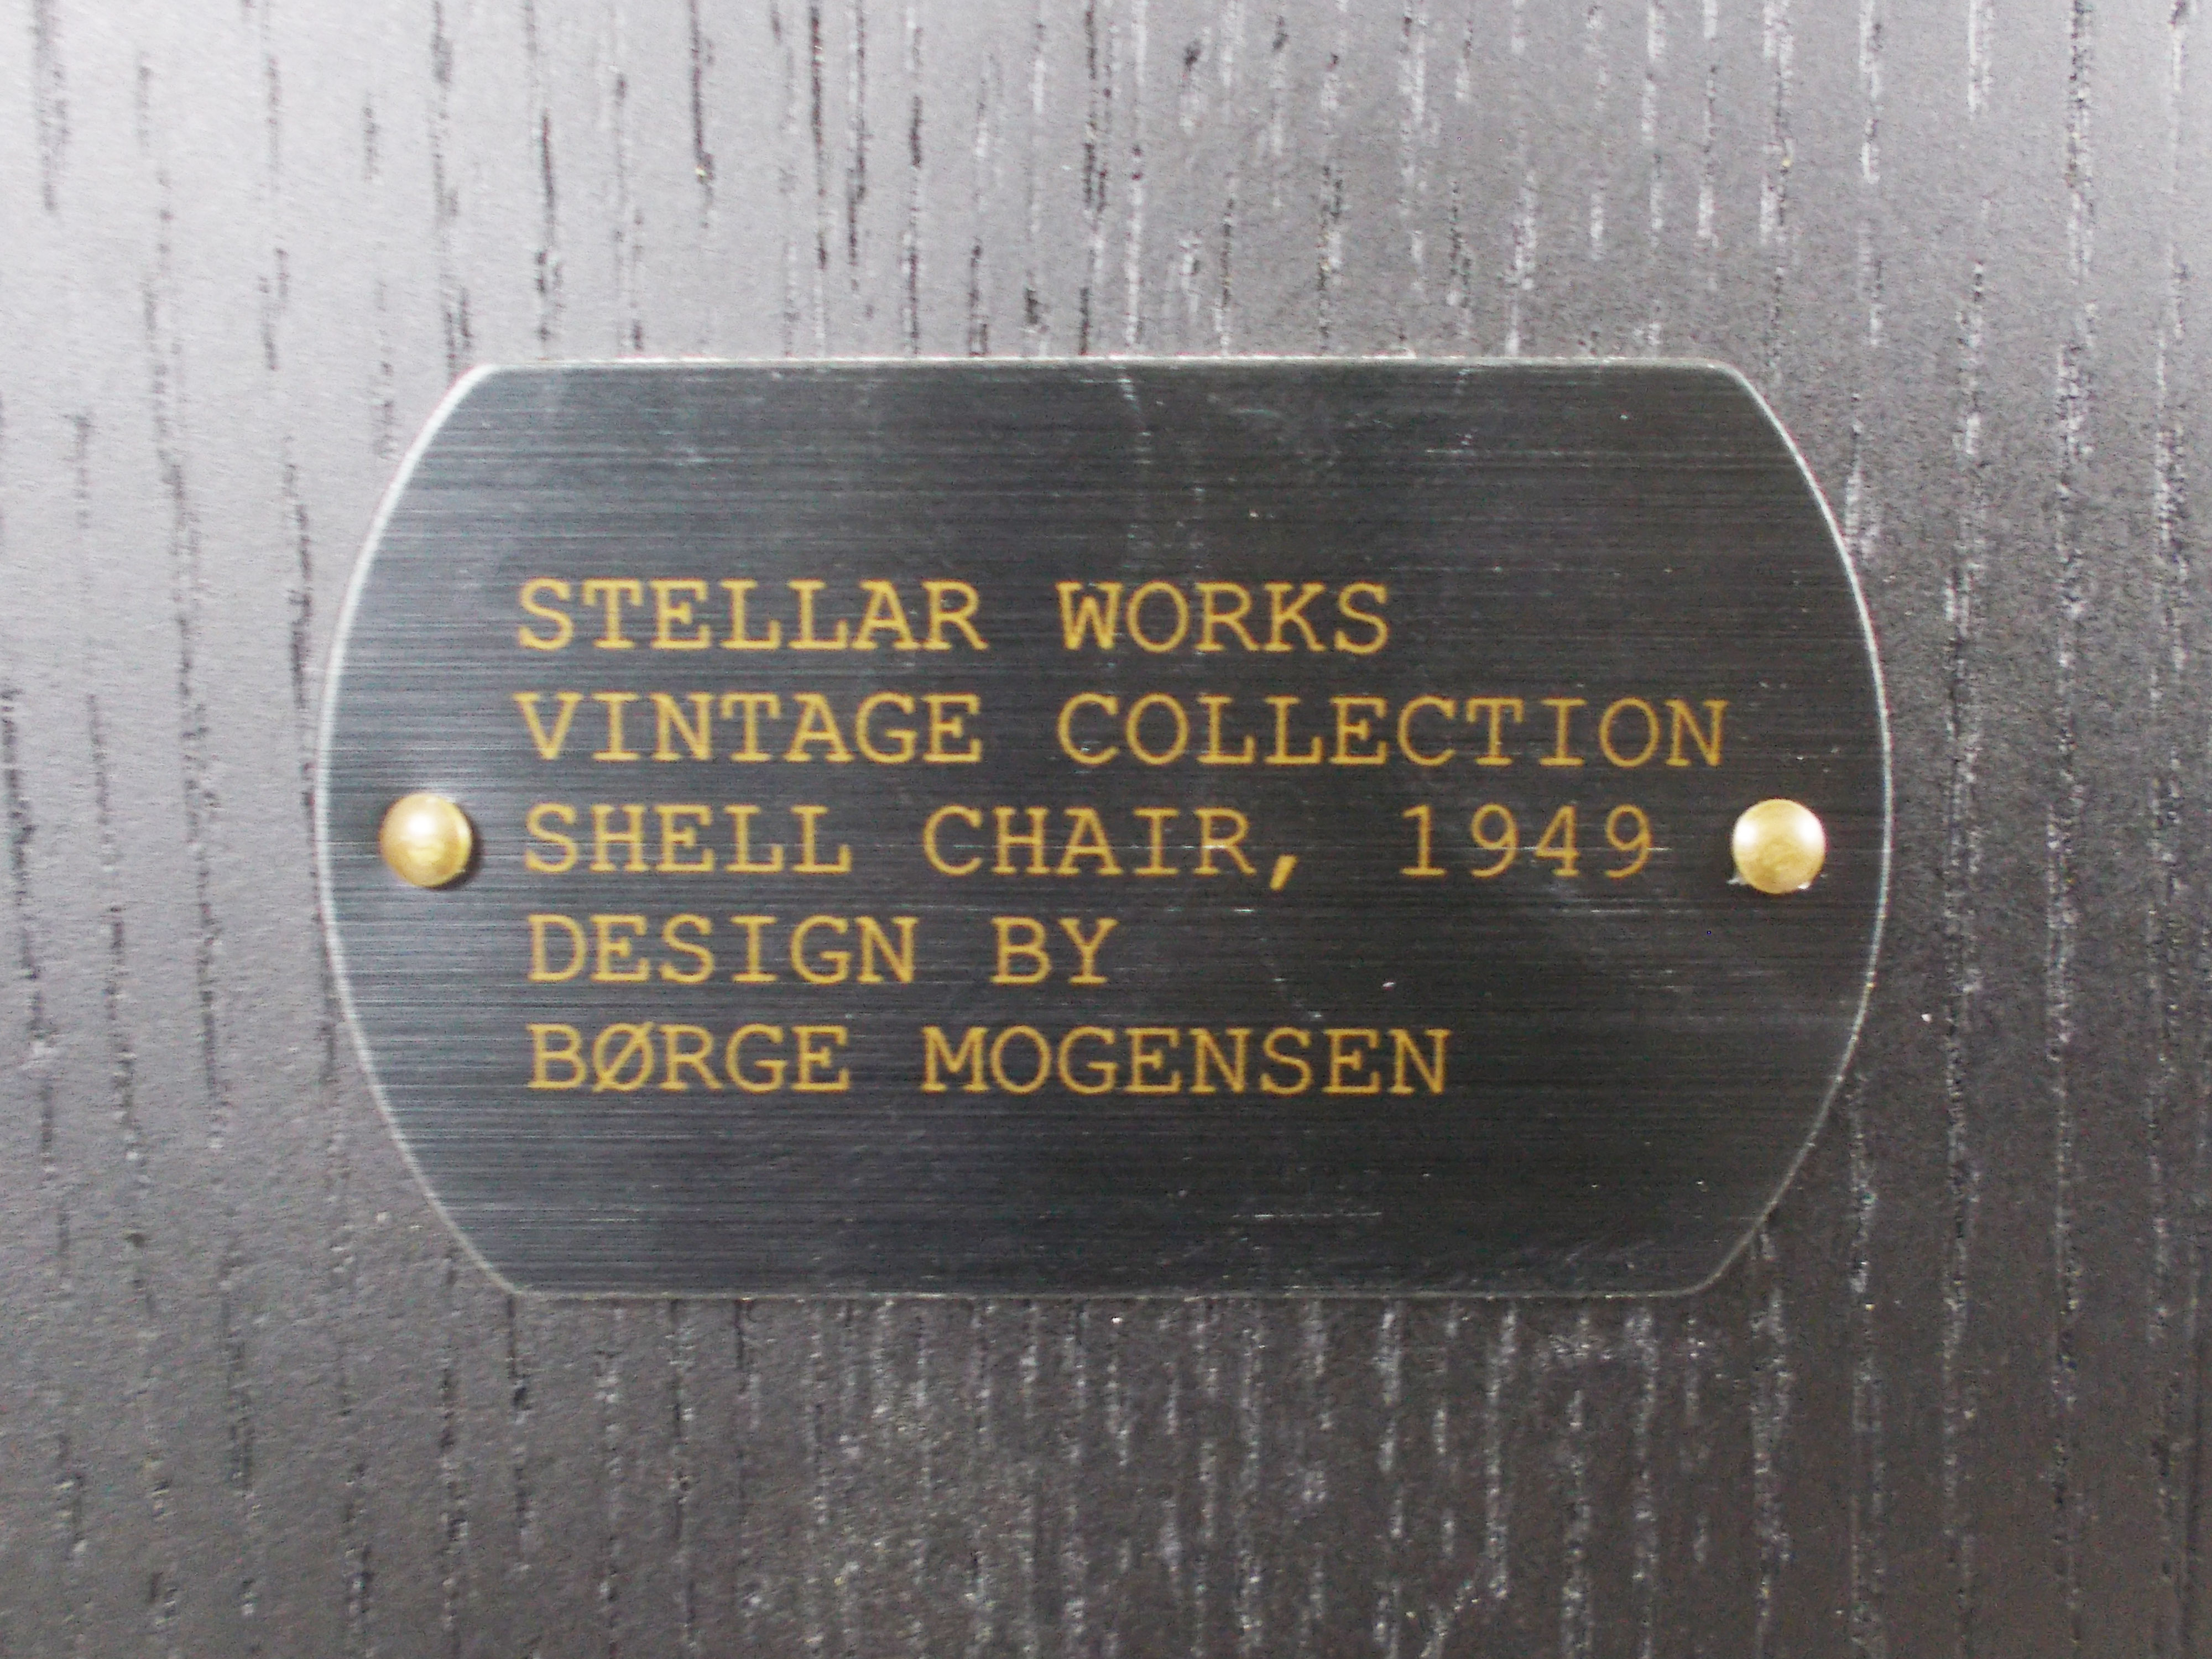 STELLAR WORKS
VINTAGE COLLECTION
SHELL CHAIR, 1949
DESIGN BY
BØRGE MOGENSEN